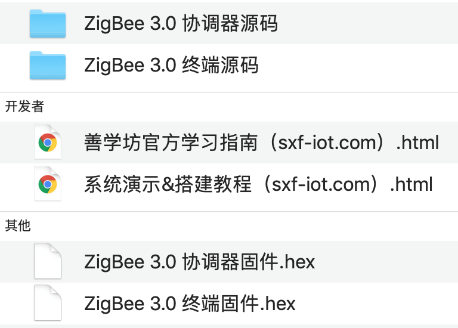 ZigBee 3.0 协调器源码
ZigBee 3.0 终端源码
开发者
善学坊官方学习指南（sxf-iot.com）.html
系统演示&搭建教程（sxf-iot.com）.html
其他
ZigBee 3.0 协调器固件.hex
ZigBee 3.0 终端固件.hex